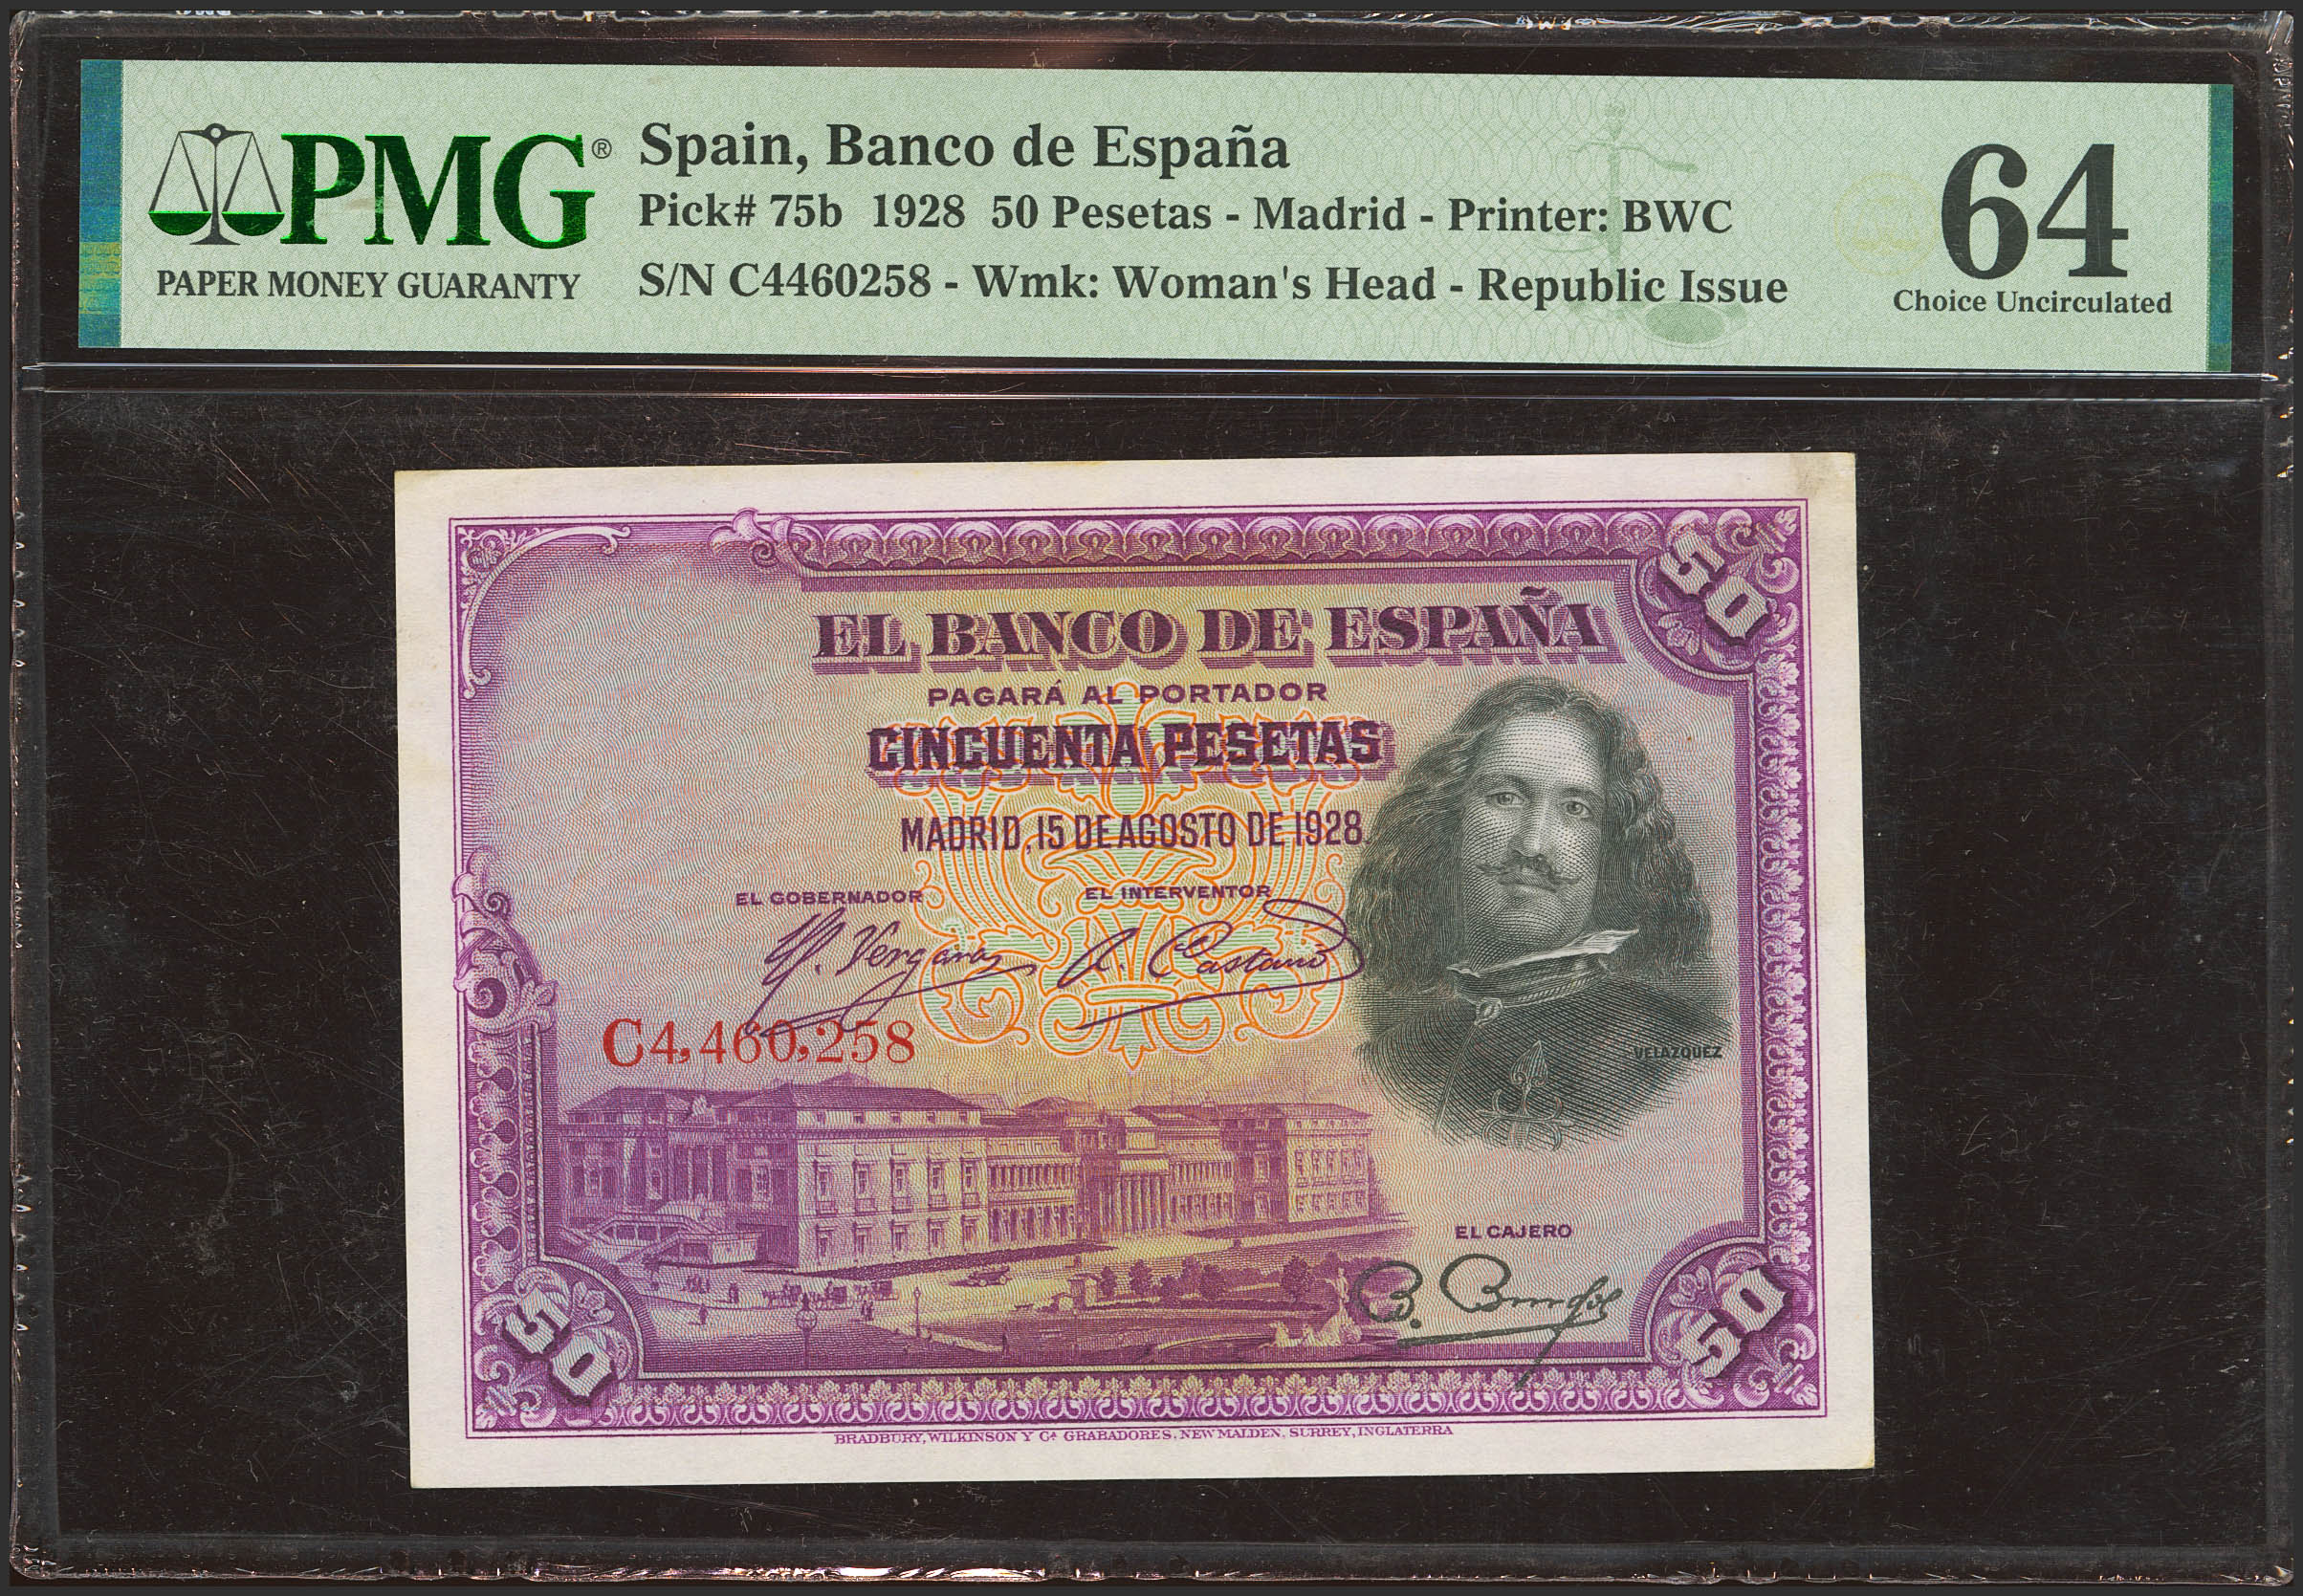 PMG®
PAPER MONEY GUARANTY
Spain, Banco de España
Pick# 75b 1928 50 Pesetas - Madrid - Printer: BWC
S/N C4460258 - Wmk: Woman's Head - Republic Issue
64
Choice Uncirculated
50
EL BANCO DE ESPAÑA
PAGARÁ AL PORTADOR
CINCUENTA PESETAS
MADRID, 15 DE AGOSTO DE 1928.
EL GOBERNADOR
EL INTERVENTOR
C4,460,258
VELAZQUEZ
EL CAJERO
50
50
BRADBURY, WILKINSON Y Cª GRABADORES, NEW MALDEN, SURREY, INGLATERRA